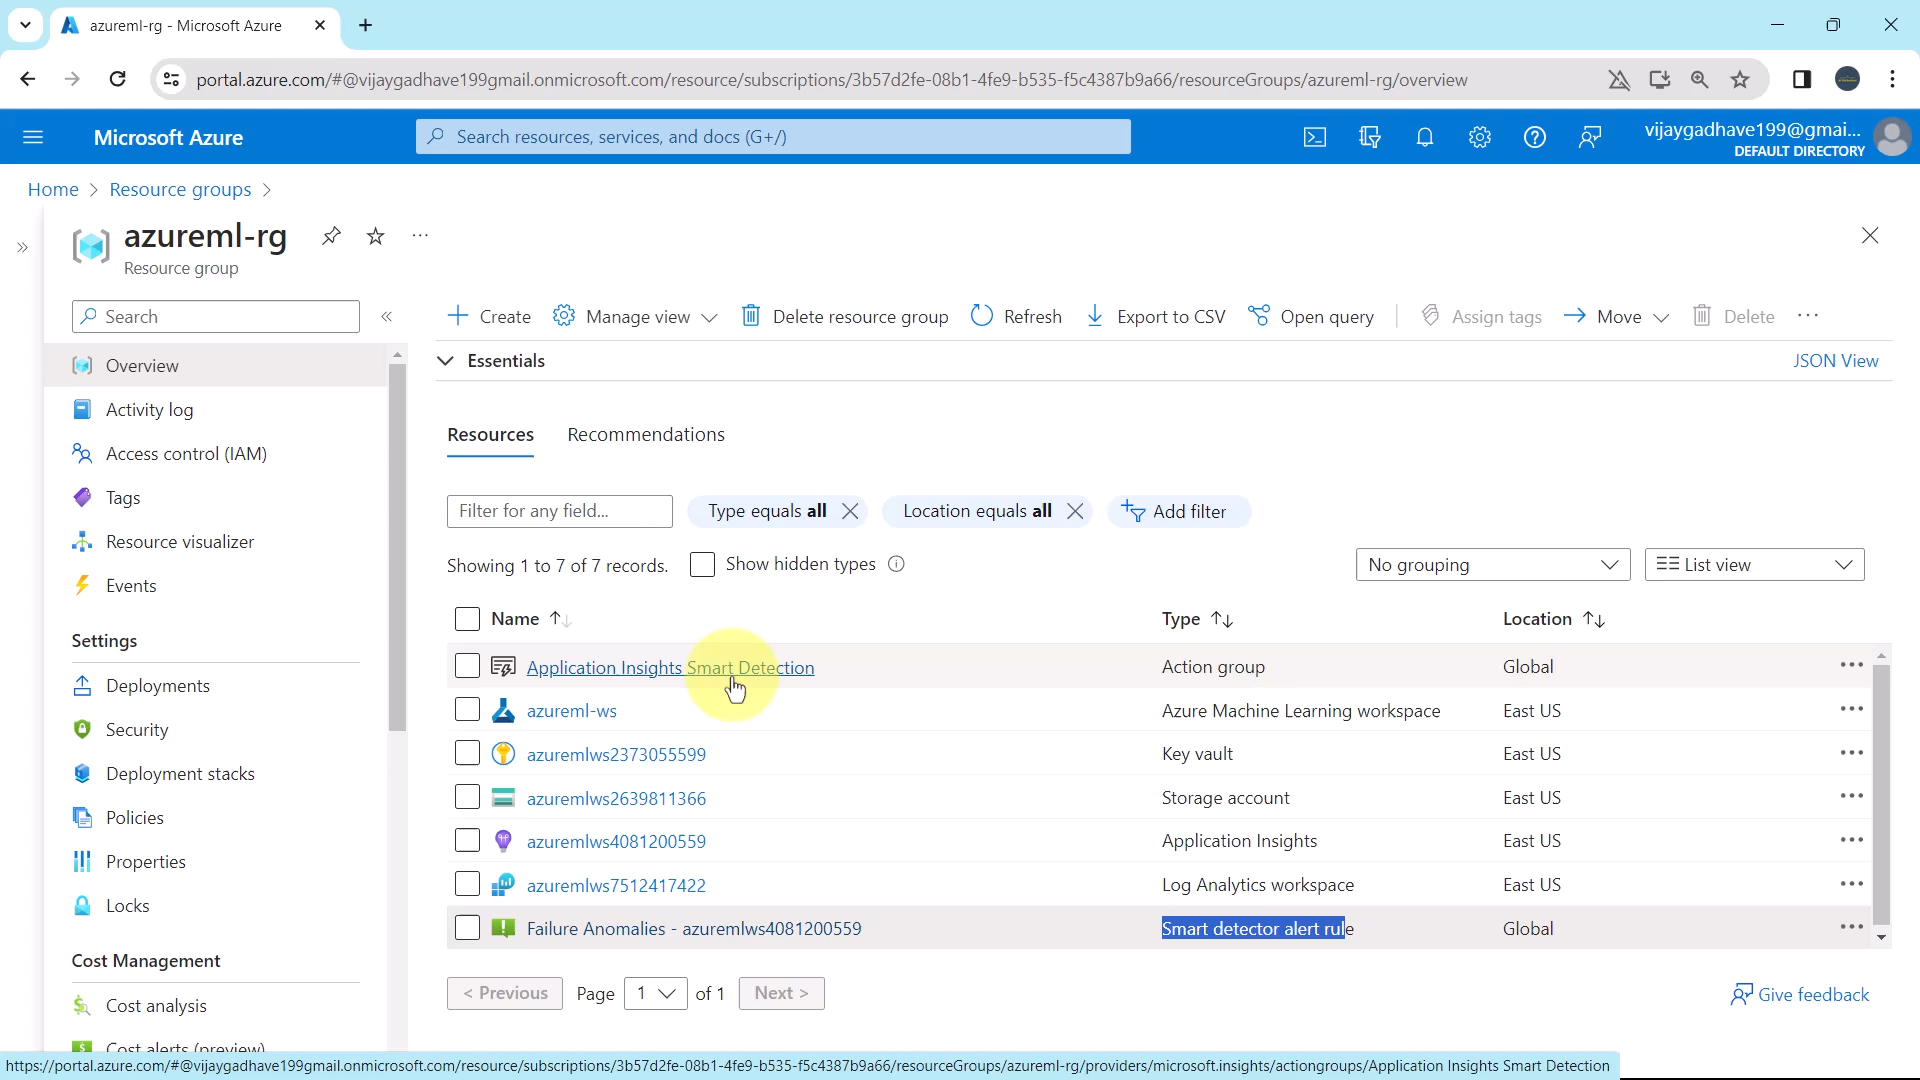 azureml-rg - Microsoft Azure
portal.azure.com/#@vijaygadhave199gmail.onmicrosoft.com/resource/subscriptions/3b57d2fe-08b1-4fe9-b535-f5c4387b9a66/resourceGroups/azureml-rg/overview
Microsoft Azure
Search resources, services, and docs (G+/)
vijaygadhave199@gmai...
DEFAULT DIRECTORY
Home > Resource groups >
azureml-rg
Resource group
Search
Create Manage view Delete resource group Refresh Export to CSV Open query Assign tags Move Delete
Essentials
JSON View
Overview
Activity log
Access control (IAM)
Tags
Resource visualizer
Events
Settings
Deployments
Security
Deployment stacks
Policies
Properties
Locks
Cost Management
Cost analysis
Cost alerts (preview)
Resources Recommendations
Filter for any field... Type equals all Location equals all Add filter
Showing 1 to 7 of 7 records. Show hidden types No grouping List view
Name Type Location
Application Insights Smart Detection Action group Global
azureml-ws Azure Machine Learning workspace East US
azuremlws2373055599 Key vault East US
azuremlws2639811366 Storage account East US
azuremlws4081200559 Application Insights East US
azuremlws7512417422 Log Analytics workspace East US
Failure Anomalies - azuremlws4081200559 Smart detector alert rule Global
< Previous Page 1 of 1 Next >
Give feedback
https://portal.azure.com/#@vijaygadhave199gmail.onmicrosoft.com/resource/subscriptions/3b57d2fe-08b1-4fe9-b535-f5c4387b9a66/resourceGroups/azureml-rg/providers/microsoft.insights/actiongroups/Application Insights Smart Detection